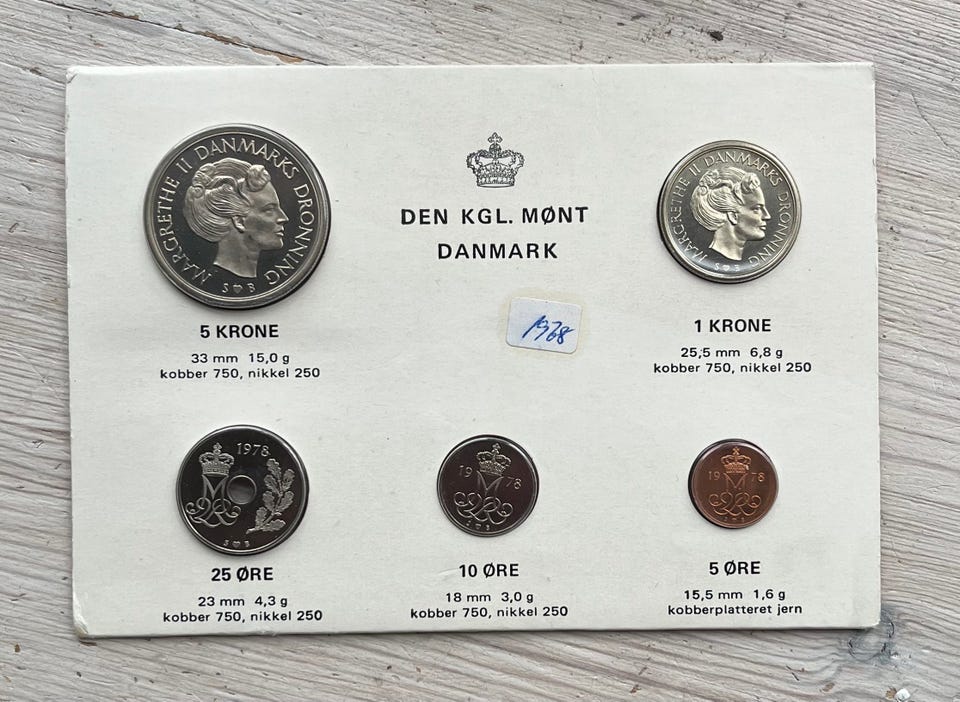 MARGRETHE II DANMARKS DRONNING
S B
5 KRONE
33 mm 15,0 g
kobber 750, nikkel 250
DEN KGL. MØNT
DANMARK
1978
MARGRETHE II DANMARKS DRONNING
S B
1 KRONE
25,5 mm 6,8 g
kobber 750, nikkel 250
1978
S B
25 ØRE
23 mm 4,3 g
kobber 750, nikkel 250
19 78
S B
10 ØRE
18 mm 3,0 g
kobber 750, nikkel 250
19 78
S B
5 ØRE
15,5 mm 1,6 g
kobberplatteret jern